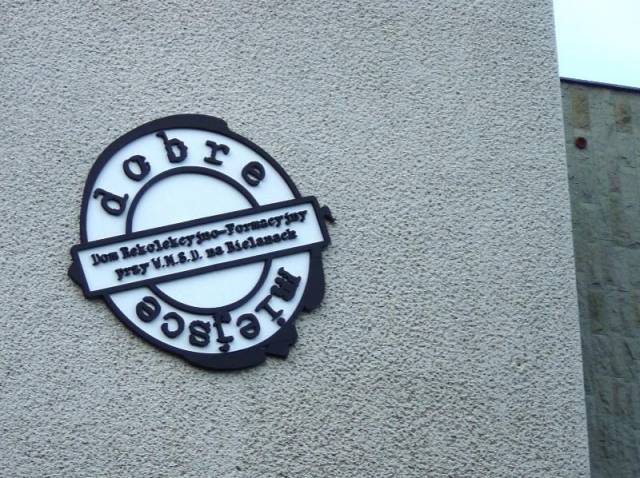 dobre
Dom Rekolekcyjno-Formacyjny
przy W.M.S.D. na Bielanach
miejsce